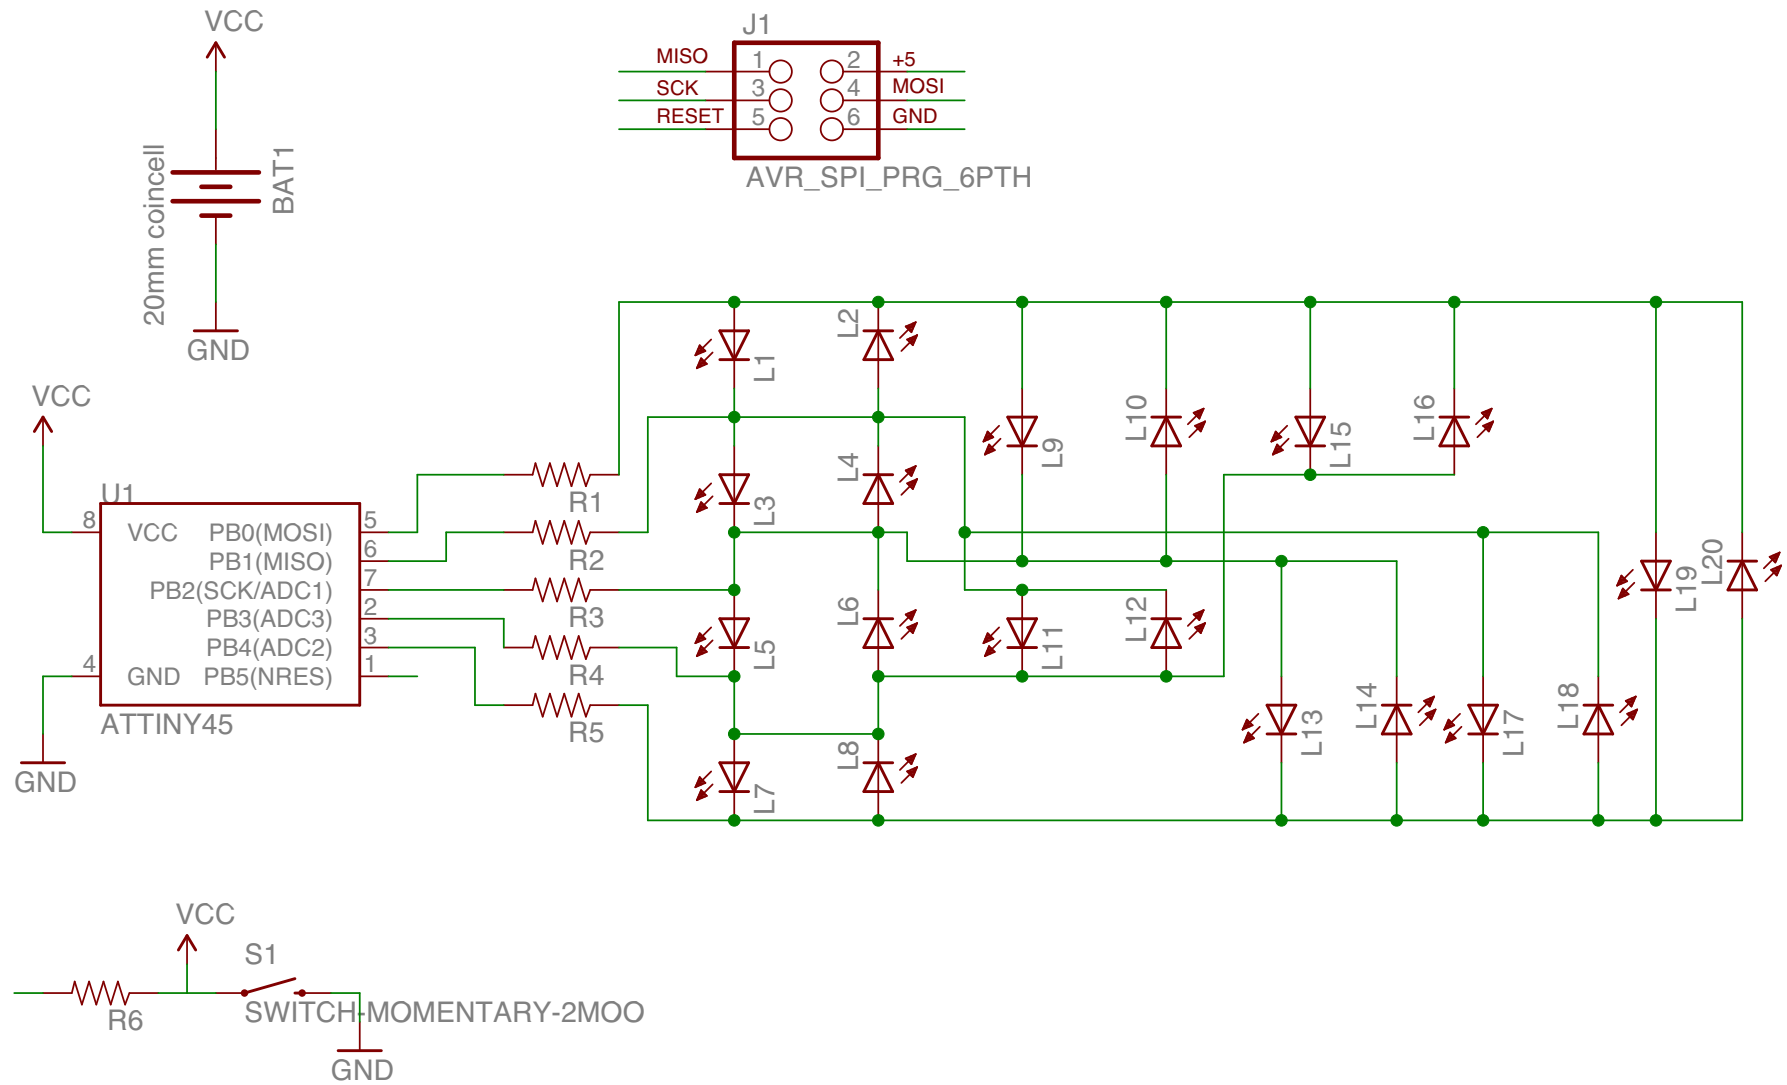 VCC
20mm coincell
BAT1
GND
J1
MISO
1
2
+5
SCK
3
4
MOSI
RESET
5
6
GND
AVR_SPI_PRG_6PTH
VCC
U1
8
VCC
PB0(MOSI)
5
PB1(MISO)
6
PB2(SCK/ADC1)
7
PB3(ADC3)
2
PB4(ADC2)
3
4
GND
PB5(NRES)
1
ATTINY45
GND
R1
R2
R3
R4
R5
L1
L2
L3
L4
L5
L6
L7
L8
L9
L10
L11
L12
L13
L14
L15
L16
L17
L18
L19
L20
VCC
S1
R6
SWITCH-MOMENTARY-2MOO
GND